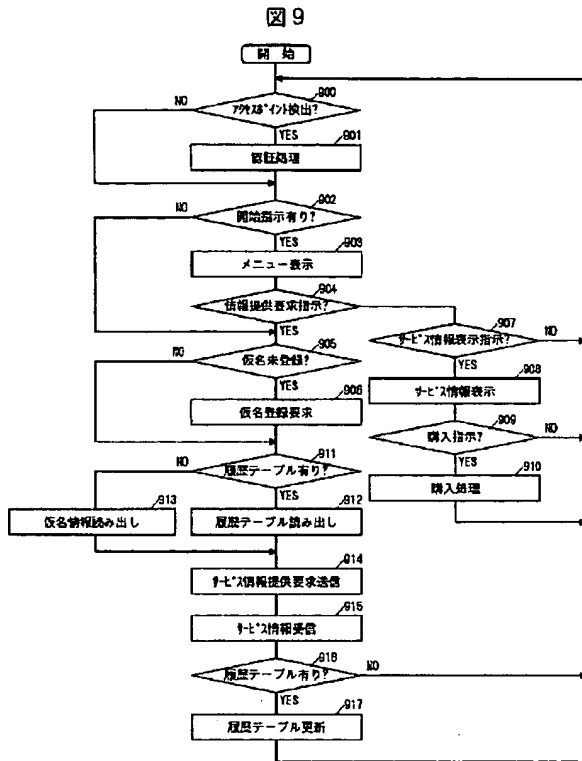 図9
開始
900
NO
アクセスポイント検出?
YES
901
認証処理
902
NO
開始指示有り?
YES
903
メニュー表示
904
情報提供要求指示?
YES
907
サービス情報表示指示?
NO
YES
908
サービス情報表示
909
購入指示?
NO
YES
910
購入処理
905
NO
仮名未登録?
YES
906
仮名登録要求
911
NO
履歴テーブル有り?
YES
913
仮名情報読み出し
912
履歴テーブル読み出し
914
サービス情報提供要求送信
915
サービス情報受信
916
履歴テーブル有り?
NO
YES
917
履歴テーブル更新